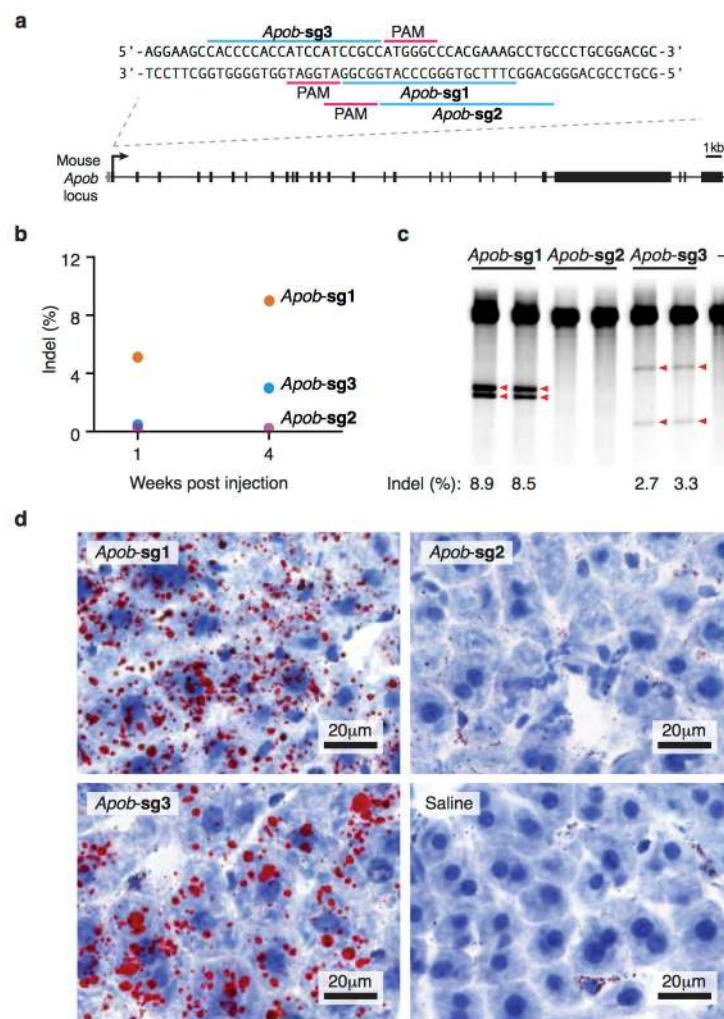 a
Apob-sg3 PAM
5'-AGGAAGCCACCCCACCATCCATCCGCCATGGGCCCACGAAAGCCTGCCCTGCGGACGC-3'
3'-TCCTTCGGTGGGGTGGTAGGTAGGCGGTACCCGGGTGCTTTCGGACGGGACGCCTGCG-5'
PAM Apob-sg1
PAM Apob-sg2
Mouse
Apob
locus
1kb
b
12
8
4
0
Indel (%)
Apob-sg1
Apob-sg3
Apob-sg2
1 4
Weeks post injection
c
Apob-sg1 Apob-sg2 Apob-sg3 –
Indel (%): 8.9 8.5 2.7 3.3
d
Apob-sg1
20µm
Apob-sg2
20µm
Apob-sg3
20µm
Saline
20µm